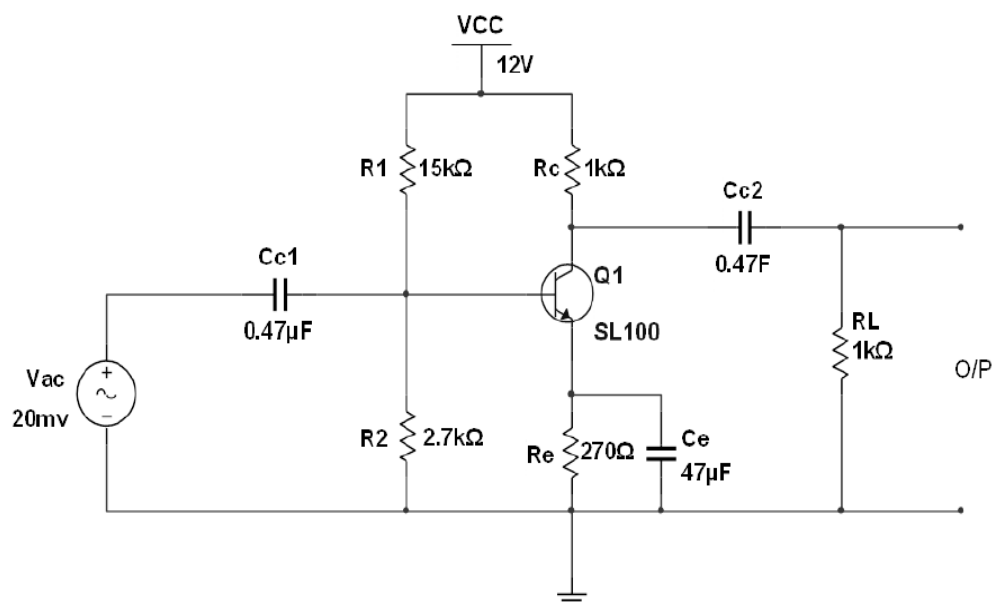 VCC
12V
R1 15kΩ
Rc 1kΩ
Cc2
0.47F
Cc1
0.47µF
Q1
SL100
RL
1kΩ
O/P
Vac
20mv
R2 2.7kΩ
Re 270Ω
Ce
47µF